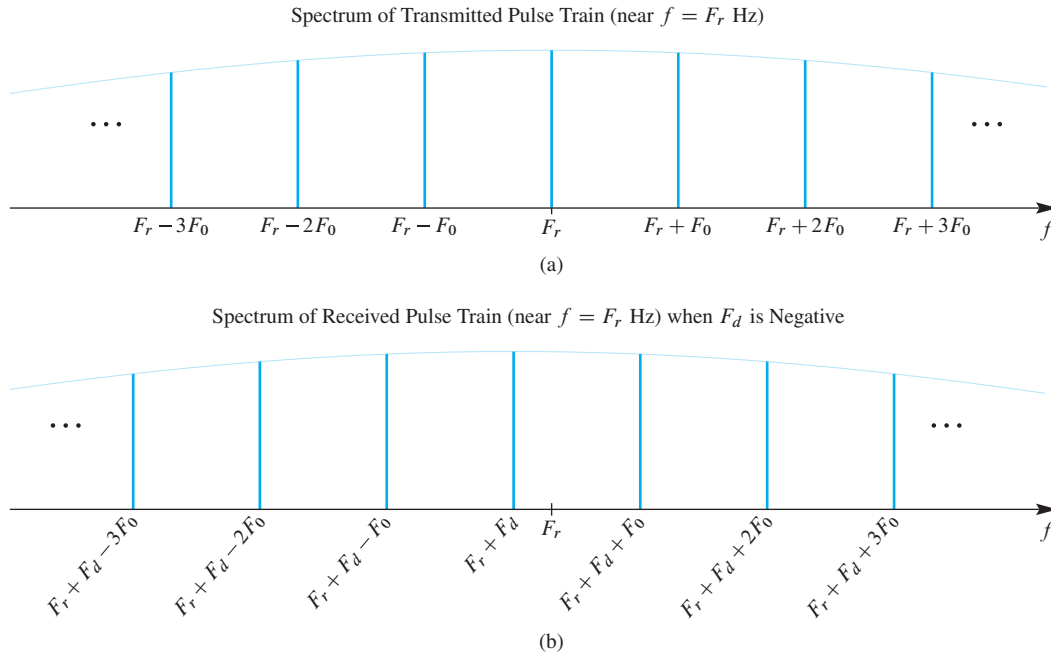 Spectrum of Transmitted Pulse Train (near f = F_r Hz)
... ...
F_r − 3F_0 F_r − 2F_0 F_r − F_0 F_r F_r + F_0 F_r + 2F_0 F_r + 3F_0 f
(a)
Spectrum of Received Pulse Train (near f = F_r Hz) when F_d is Negative
... ...
F_r + F_d − 3F_0 F_r + F_d − 2F_0 F_r + F_d − F_0 F_r + F_d F_r F_r + F_d + F_0 F_r + F_d + 2F_0 F_r + F_d + 3F_0 f
(b)